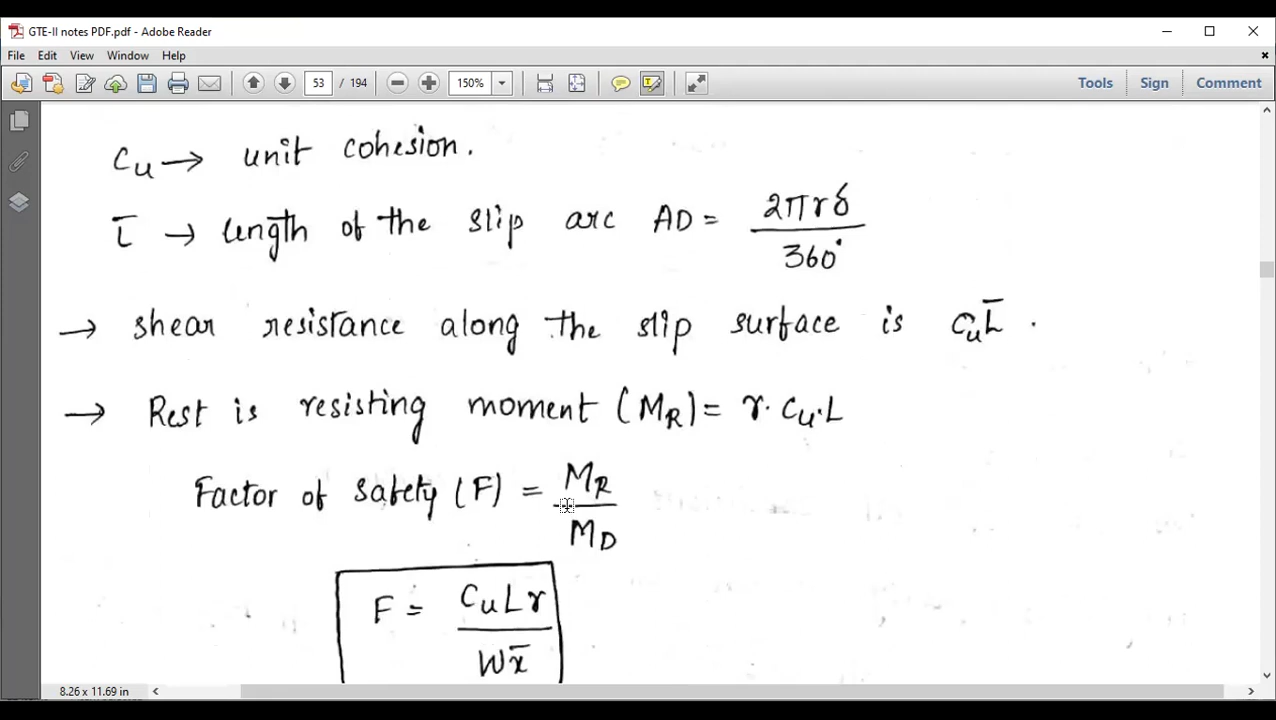 GTE-II notes PDF.pdf - Adobe Reader
File Edit View Window Help
53 / 194 150% Tools Sign Comment
Cu → unit cohesion.
L̄ → length of the slip arc AD = 2πrδ / 360°
→ shear resistance along the slip surface is CuL̄ .
→ Rest is resisting moment (MR) = r. Cu. L
Factor of safety (F) = MR / MD
F = CuLr / Wx̄
8.26 x 11.69 in